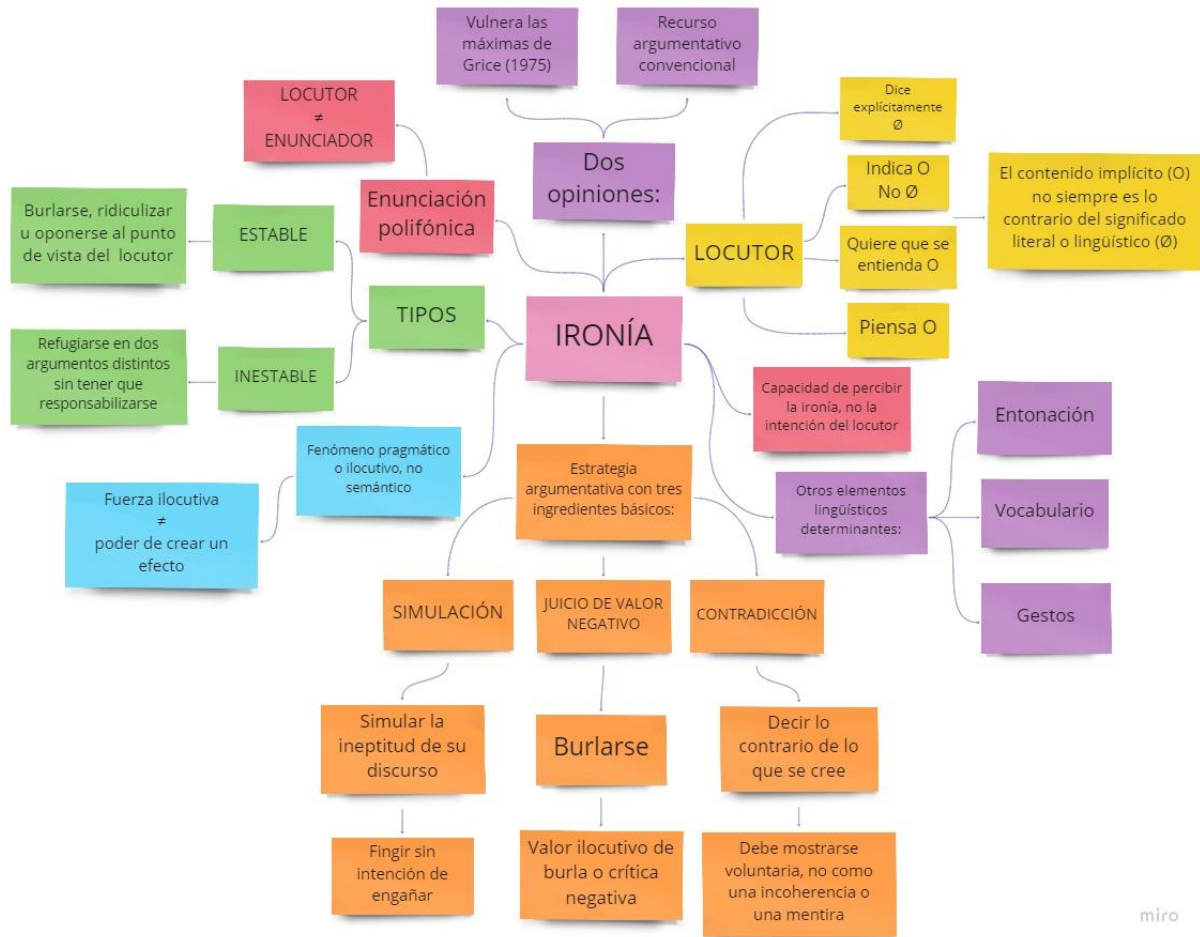 Vulnera las
máximas de
Grice (1975)
Recurso
argumentativo
convencional
LOCUTOR
≠
ENUNCIADOR
Dos
opiniones:
Dice
explícitamente
Ø
Enunciación
polifónica
Indica O
No Ø
El contenido implícito (O)
no siempre es lo
contrario del significado
literal o lingüístico (Ø)
Burlarse, ridiculizar
u oponerse al punto
de vista del locutor
ESTABLE
LOCUTOR
Quiere que se
entienda O
TIPOS
IRONÍA
Piensa O
Refugiarse en dos
argumentos distintos
sin tener que
responsabilizarse
INESTABLE
Capacidad de percibir
la ironía, no la
intención del locutor
Entonación
Fenómeno pragmático
o ilocutivo, no
semántico
Estrategia
argumentativa con tres
ingredientes básicos:
Otros elementos
lingüísticos
determinantes:
Vocabulario
Fuerza ilocutiva
≠
poder de crear un
efecto
Gestos
SIMULACIÓN
JUICIO DE VALOR
NEGATIVO
CONTRADICCIÓN
Simular la
ineptitud de su
discurso
Burlarse
Decir lo
contrario de lo
que se cree
Fingir sin
intención de
engañar
Valor ilocutivo de
burla o crítica
negativa
Debe mostrarse
voluntaria, no como
una incoherencia o
una mentira
miro